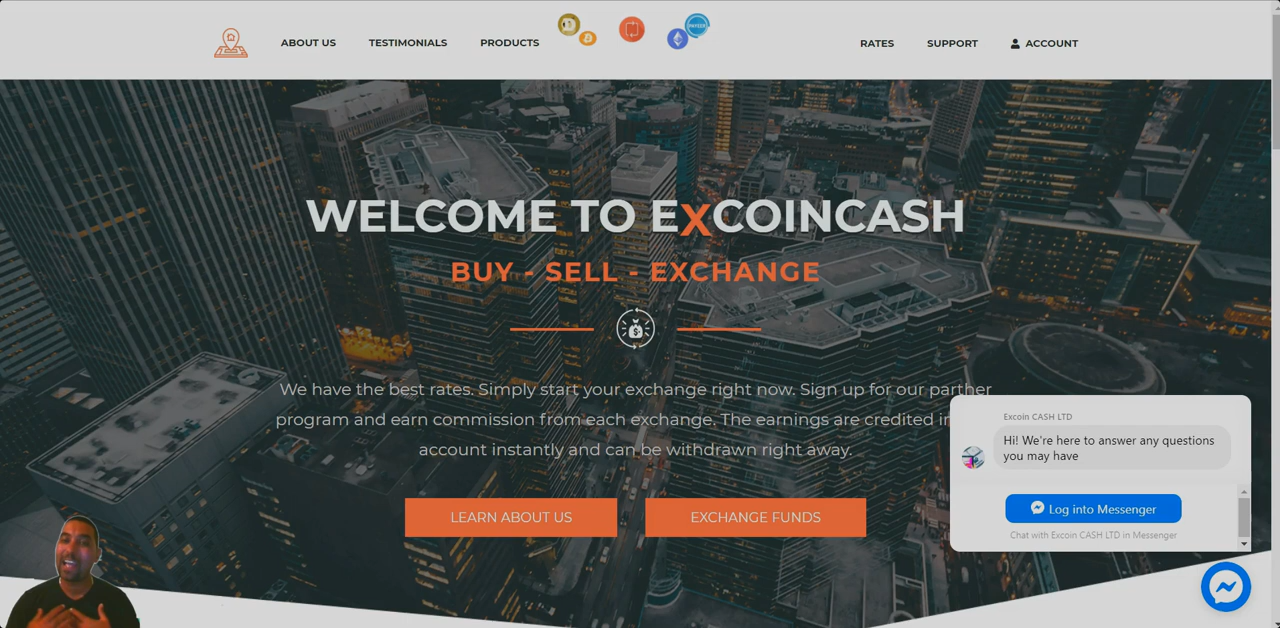 ABOUT US
TESTIMONIALS
PRODUCTS
PAYEER
RATES
SUPPORT
ACCOUNT
WELCOME TO EXCOINCASH
BUY - SELL - EXCHANGE
We have the best rates. Simply start your exchange right now. Sign up for our parther
program and earn commission from each exchange. The earnings are credited in
account instantly and can be withdrawn right away.
LEARN ABOUT US
EXCHANGE FUNDS
Excoin CASH LTD
Hi! We're here to answer any questions
you may have
Log into Messenger
Chat with Excoin CASH LTD in Messenger